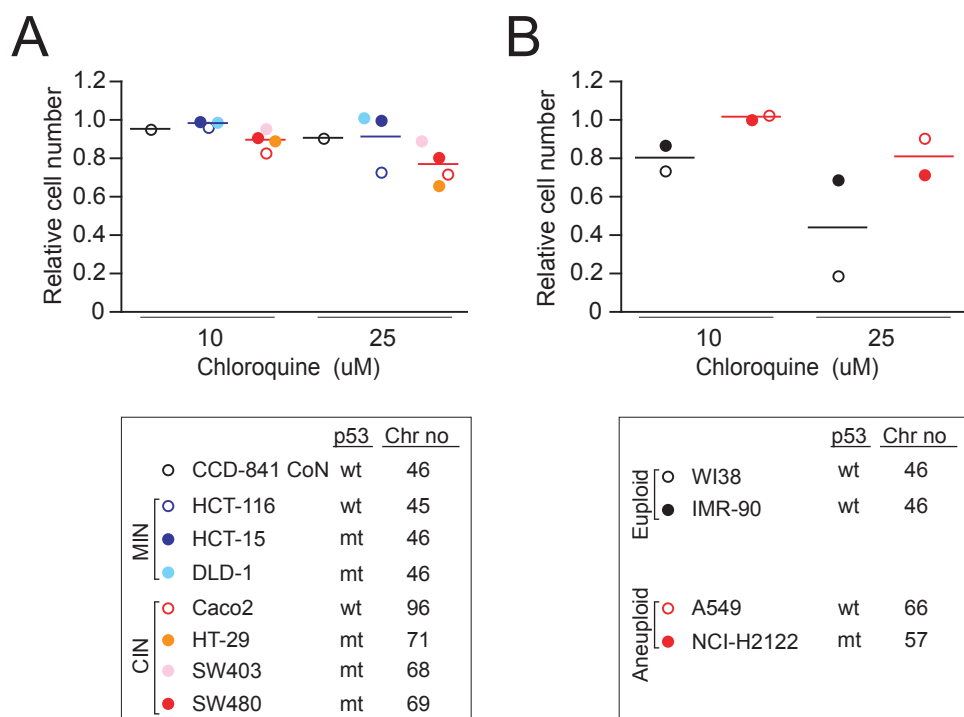 A
Relative cell number
1.2
1.0
0.8
0.6
0.4
0.2
0
10
25
Chloroquine (uM)
p53 Chr no
CCD-841 CoN wt 46
MIN
HCT-116 wt 45
HCT-15 mt 46
DLD-1 mt 46
CIN
Caco2 wt 96
HT-29 mt 71
SW403 mt 68
SW480 mt 69
B
Relative cell number
1.2
1.0
0.8
0.6
0.4
0.2
0
10
25
Chloroquine (uM)
p53 Chr no
Euploid
WI38 wt 46
IMR-90 wt 46
Aneuploid
A549 wt 66
NCI-H2122 mt 57